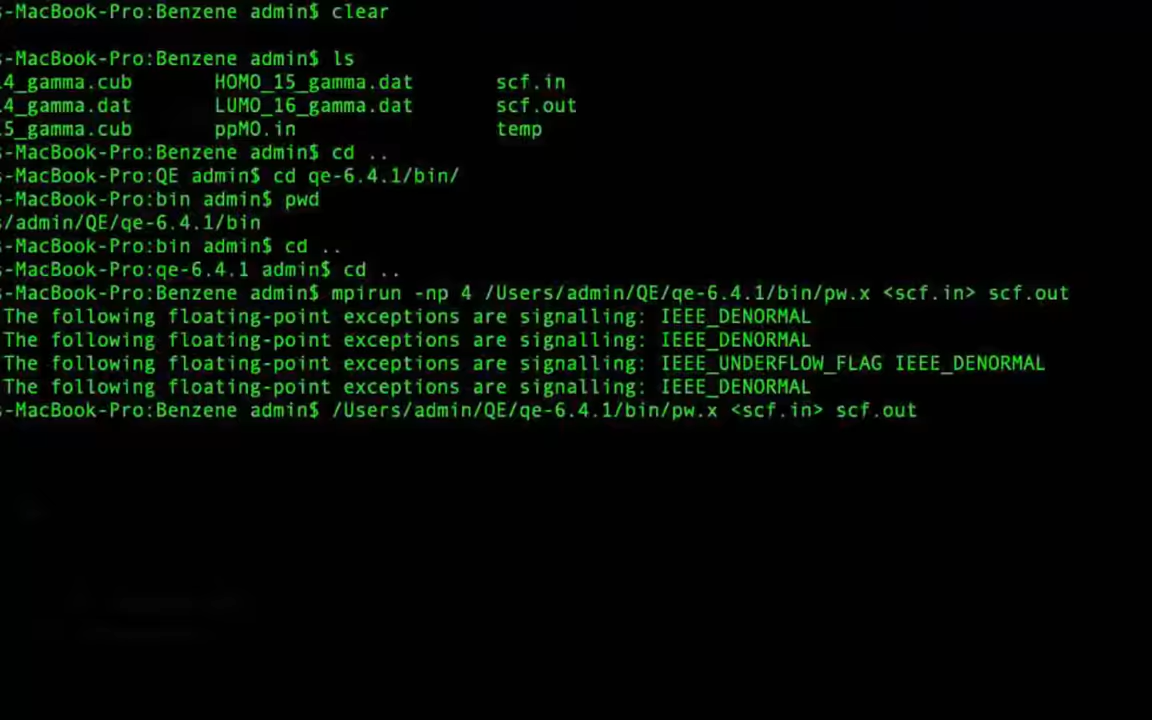 s-MacBook-Pro:Benzene admin$ clear
s-MacBook-Pro:Benzene admin$ ls
4_gamma.cub HOMO_15_gamma.dat scf.in
4_gamma.dat LUMO_16_gamma.dat scf.out
5_gamma.cub ppMO.in temp
s-MacBook-Pro:Benzene admin$ cd ..
s-MacBook-Pro:QE admin$ cd qe-6.4.1/bin/
s-MacBook-Pro:bin admin$ pwd
s/admin/QE/qe-6.4.1/bin
s-MacBook-Pro:bin admin$ cd ..
s-MacBook-Pro:qe-6.4.1 admin$ cd ..
s-MacBook-Pro:Benzene admin$ mpirun -np 4 /Users/admin/QE/qe-6.4.1/bin/pw.x <scf.in> scf.out
The following floating-point exceptions are signalling: IEEE_DENORMAL
The following floating-point exceptions are signalling: IEEE_DENORMAL
The following floating-point exceptions are signalling: IEEE_UNDERFLOW_FLAG IEEE_DENORMAL
The following floating-point exceptions are signalling: IEEE_DENORMAL
s-MacBook-Pro:Benzene admin$ /Users/admin/QE/qe-6.4.1/bin/pw.x <scf.in> scf.out